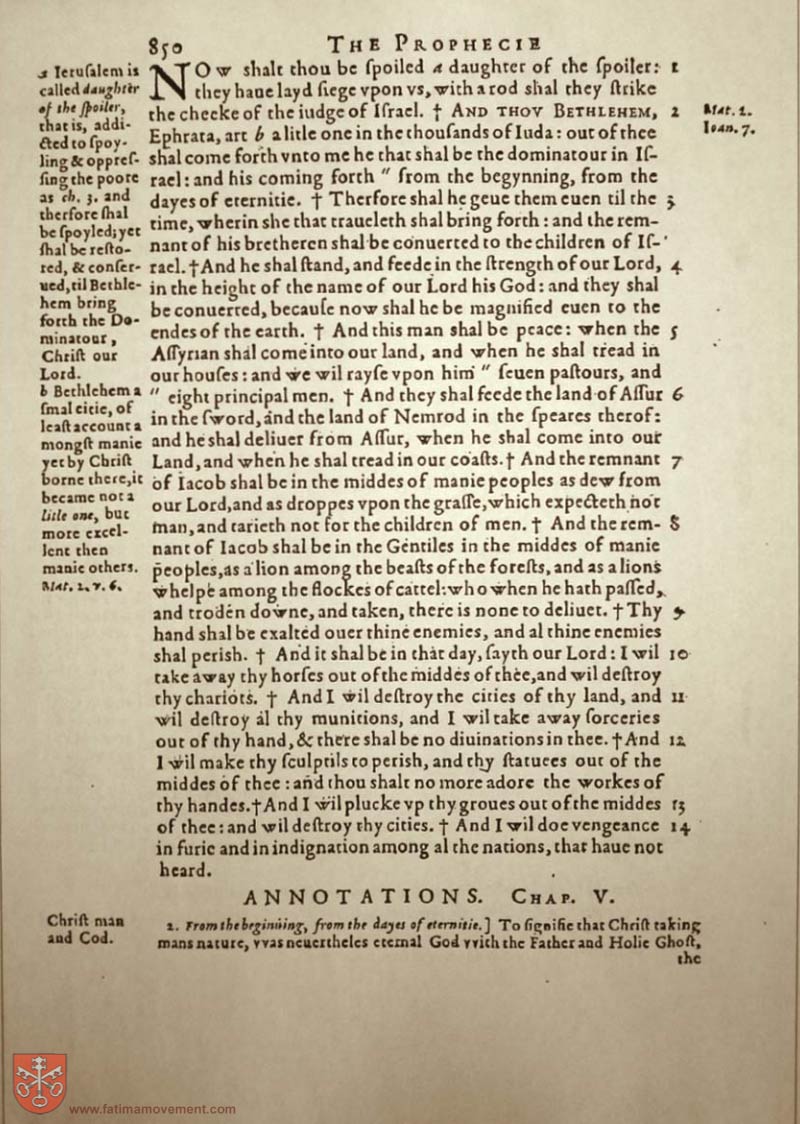 850 THE PROPHECIE
a Ieruſalem is
called daughter
of the ſpoiler,
that is, addi-
cted to ſpoy-
ling & oppreſ-
ſing the poore
as ch. 3. and
therfore ſhal
be ſpoyled; yet
ſhal be reſto-
red, & conſer-
ued, til Bethle-
hem bring
forth the Do-
minatour,
Chriſt our
Lord.
b Bethlehem a
ſmal citie, of
leaſt account a
mongſt manie
yet by Chriſt
borne there, it
became not a
litle one, but
more excel-
lent then
manie others.
Mat. 2. v. 6.
NOw ſhalt thou be ſpoiled a daughter of the ſpoiler: 1
they haue layd ſiege vpon vs, with a rod shal they ſtrike
the cheeke of the iudge of Iſrael. † AND THOV BETHLEHEM, 2
Ephrata, art b a litle one in the thouſands of Iuda: out of thee
shal come forth vnto me he that shal be the dominatour in Iſ-
rael: and his coming forth " from the begynning, from the
dayes of eternitie. † Therfore shal he geue them euen til the 3
time, wherin she that traueleth shal bring forth: and the rem-
nant of his bretheren shal be conuerted to the children of Iſ-
rael. † And he shal ſtand, and feede in the ſtrength of our Lord, 4
in the height of the name of our Lord his God: and they shal
be conuerted, becauſe now shal he be magnified euen to the
endes of the earth. † And this man shal be peace: when the 5
Aſſyrian shal come into our land, and when he shal tread in
our houſes: and we wil rayſe vpon him " ſeuen paſtours, and
" eight principal men. † And they shal feede the land of Aſſur 6
in the ſword, and the land of Nemrod in the ſpeares therof:
and he shal deliuer from Aſſur, when he shal come into our
Land, and when he shal tread in our coaſts. † And the remnant 7
of Iacob shal be in the middes of manie peoples as dew from
our Lord, and as droppes vpon the graſſe, which expecteth not
man, and tarieth not for the children of men. † And the rem- 8
nant of Iacob shal be in the Gentiles in the middes of manie
peoples, as a lion among the beaſts of the foreſts, and as a lions
whelpe among the flockes of cattel: who when he hath paſſed,
and troden downe, and taken, there is none to deliuer. † Thy 9
hand shal be exalted ouer thine enemies, and al thine enemies
shal perish. † And it shal be in that day, ſayth our Lord: I wil 10
take away thy horſes out of the middes of thee, and wil deſtroy
thy chariots. † And I wil deſtroy the cities of thy land, and 11
wil deſtroy al thy munitions, and I wil take away ſorceries
out of thy hand, & there shal be no diuinations in thee. † And 12
I wil make thy ſculptils to perish, and thy ſtatuees out of the
middes of thee: and thou shalt no more adore the workes of
thy handes. † And I wil plucke vp thy groues out of the middes 13
of thee: and wil deſtroy thy cities. † And I wil doe vengeance 14
in furie and in indignation among al the nations, that haue not
heard.
Mat. 2.
Ioan. 7.
ANNOTATIONS. CHAP. V.
Chriſt man
and God.
2. From the beginning, from the dayes of eternitie.] To ſignifie that Chriſt taking
mans nature, vvas neuertheles eternal God vvith the Father and Holie Ghoſt,
the
www.fatimamovement.com